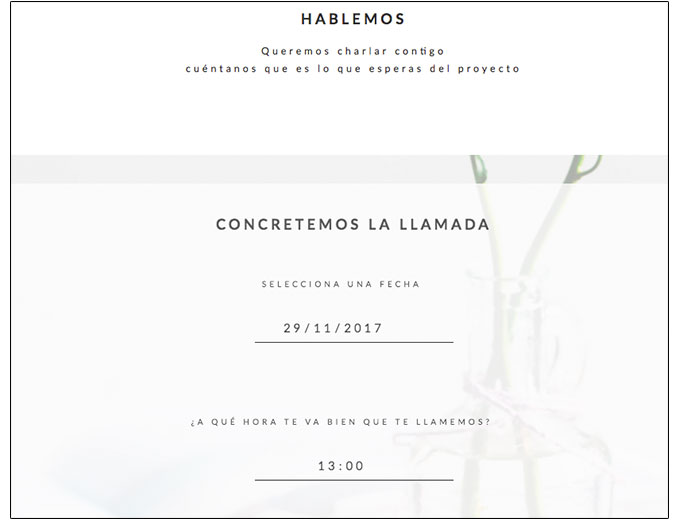 HABLEMOS
Queremos charlar contigo
cuéntanos que es lo que esperas del proyecto
CONCRETEMOS LA LLAMADA
SELECCIONA UNA FECHA
29/11/2017
¿A QUÉ HORA TE VA BIEN QUE TE LLAMEMOS?
13:00